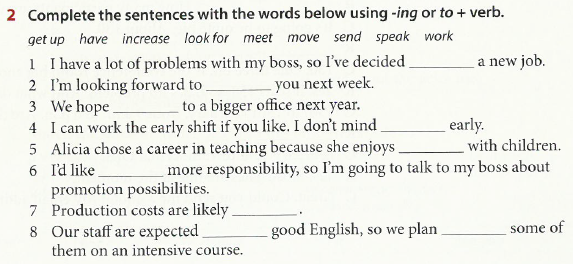 2 Complete the sentences with the words below using -ing or to + verb.
get up have increase look for meet move send speak work
1 I have a lot of problems with my boss, so I've decided ________ a new job.
2 I'm looking forward to ________ you next week.
3 We hope ________ to a bigger office next year.
4 I can work the early shift if you like. I don't mind ________ early.
5 Alicia chose a career in teaching because she enjoys ________ with children.
6 I'd like ________ more responsibility, so I'm going to talk to my boss about
promotion possibilities.
7 Production costs are likely ________.
8 Our staff are expected ________ good English, so we plan ________ some of
them on an intensive course.